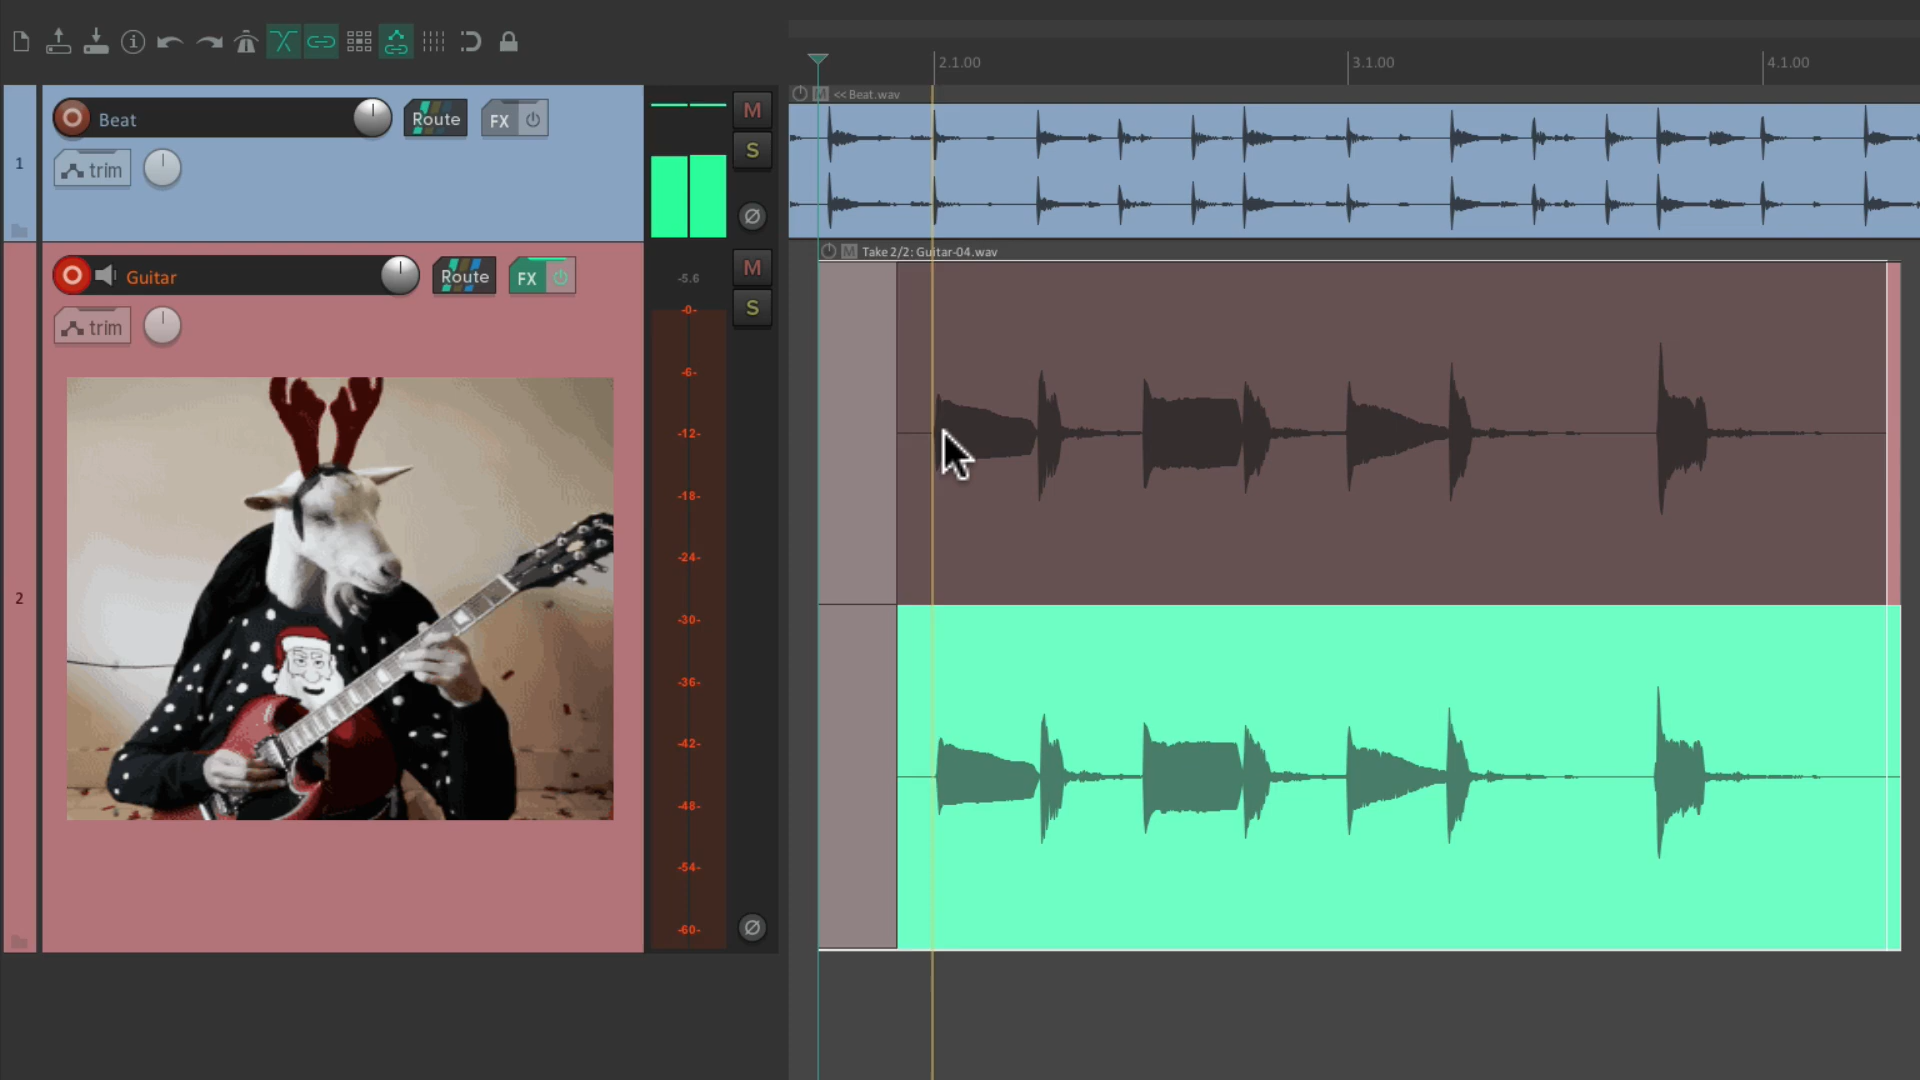 2.1.00 3.1.00 4.1.00
<< Beat.wav
M
1
Beat
Route
FX
M
trim
S
Take 2/2: Guitar-04.wav
M
2
Guitar
Route
FX
-5.6
M
trim
S
-0-
-6-
-12-
-18-
-24-
-30-
-36-
-42-
-48-
-54-
-60-